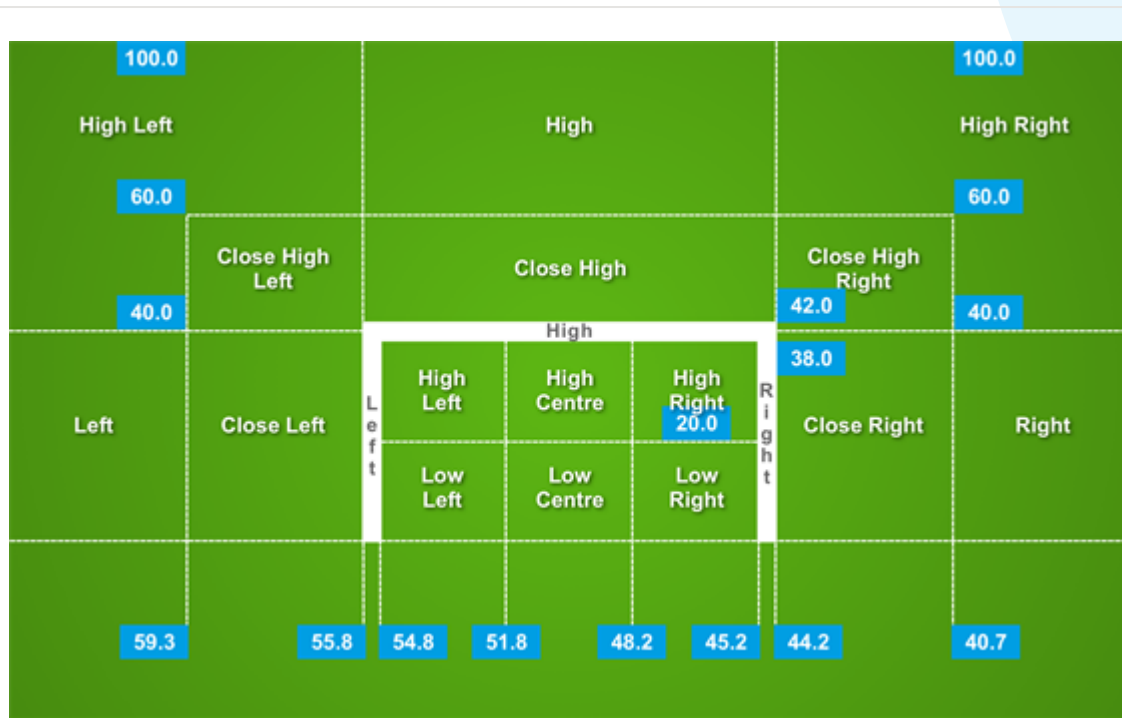 100.0
100.0
High Left
High
High Right
60.0
60.0
Close High
Left
Close High
Close High
Right
40.0
42.0
40.0
High
38.0
High
Left
High
Centre
High
Right
20.0
Left
Close Left
Left
Right
Close Right
Right
Low
Left
Low
Centre
Low
Right
59.3
55.8
54.8
51.8
48.2
45.2
44.2
40.7